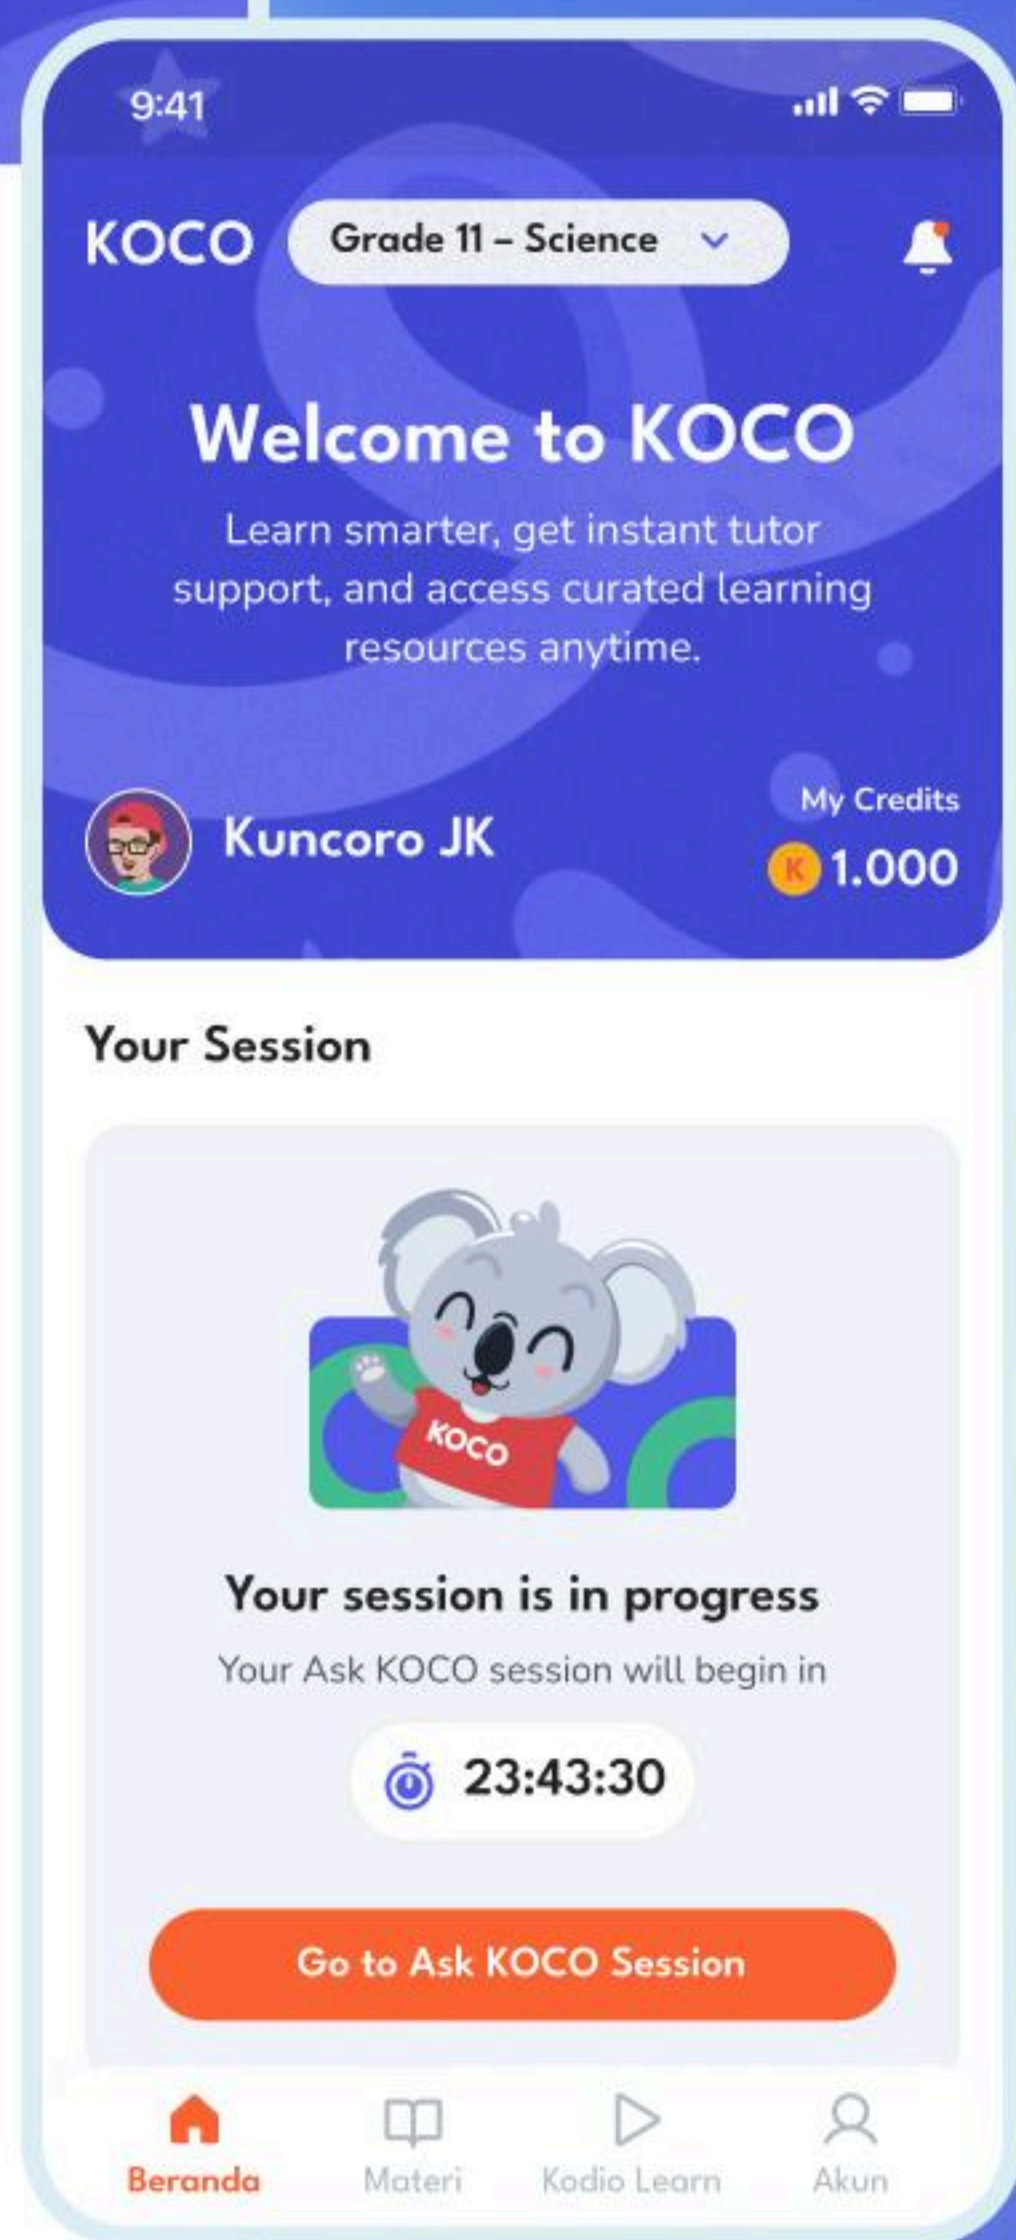 9:41
KOCO
Grade 11 – Science
Welcome to KOCO
Learn smarter, get instant tutor
support, and access curated learning
resources anytime.
Kuncoro JK
My Credits
K 1.000
Your Session
KOCO
Your session is in progress
Your Ask KOCO session will begin in
23:43:30
Go to Ask KOCO Session
Beranda
Materi
Kodio Learn
Akun